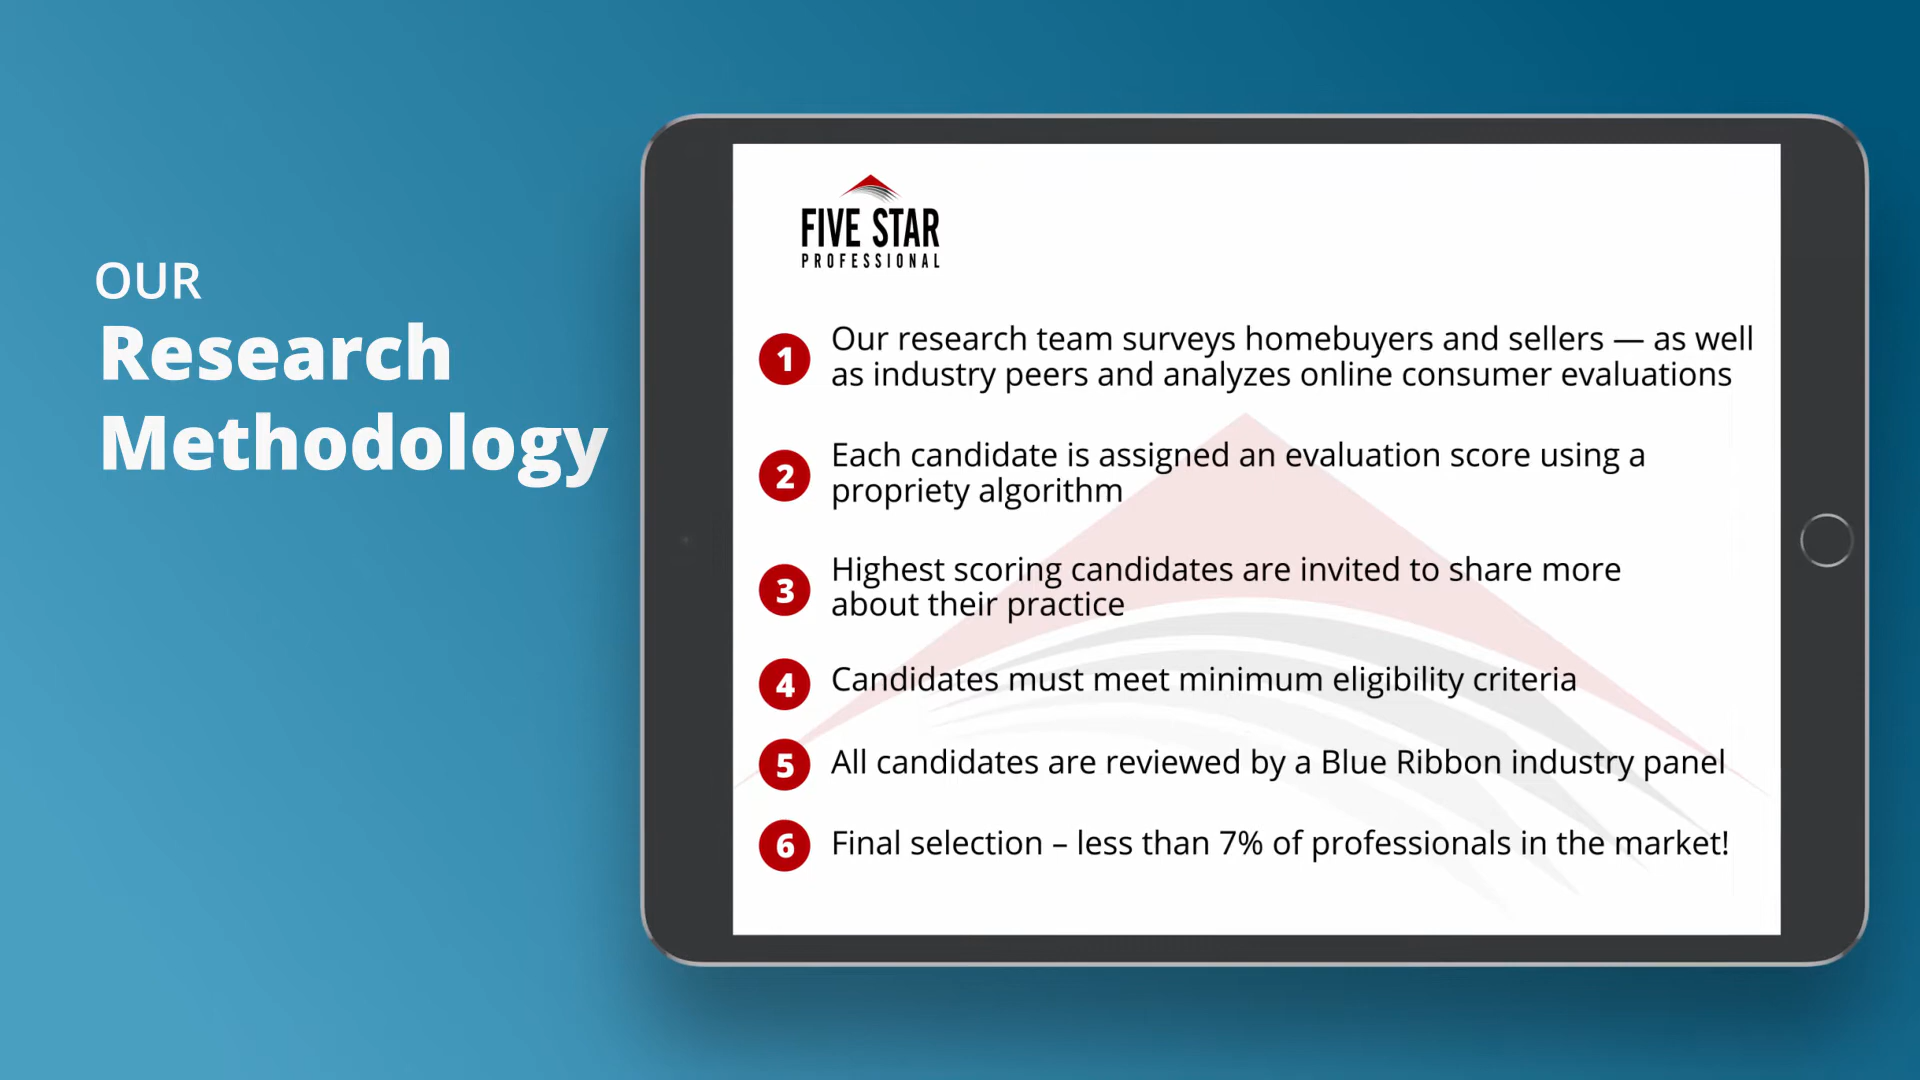 OUR
Research
Methodology
FIVE STAR
PROFESSIONAL
1 Our research team surveys homebuyers and sellers — as well
as industry peers and analyzes online consumer evaluations
2 Each candidate is assigned an evaluation score using a
propriety algorithm
3 Highest scoring candidates are invited to share more
about their practice
4 Candidates must meet minimum eligibility criteria
5 All candidates are reviewed by a Blue Ribbon industry panel
6 Final selection – less than 7% of professionals in the market!